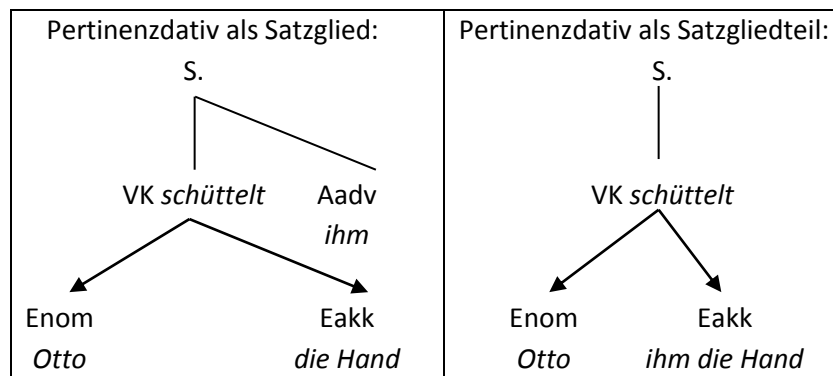 Pertinenzdativ als Satzglied:
S.
VK schüttelt Aadv
ihm
Enom Eakk
Otto die Hand
Pertinenzdativ als Satzgliedteil:
S.
VK schüttelt
Enom Eakk
Otto ihm die Hand